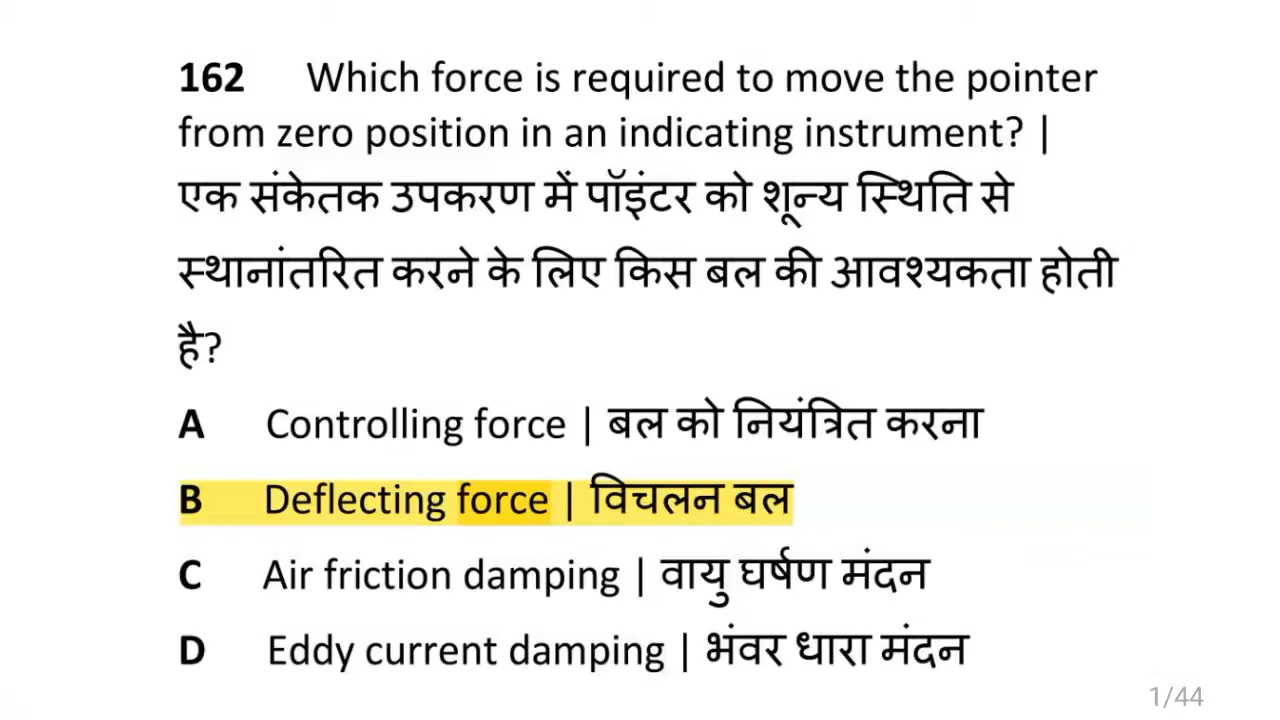 162 Which force is required to move the pointer
from zero position in an indicating instrument? |
एक संकेतक उपकरण में पॉइंटर को शून्य स्थिति से
स्थानांतरित करने के लिए किस बल की आवश्यकता होती
है?
A Controlling force | बल को नियंत्रित करना
B Deflecting force | विचलन बल
C Air friction damping | वायु घर्षण मंदन
D Eddy current damping | भंवर धारा मंदन
1/44